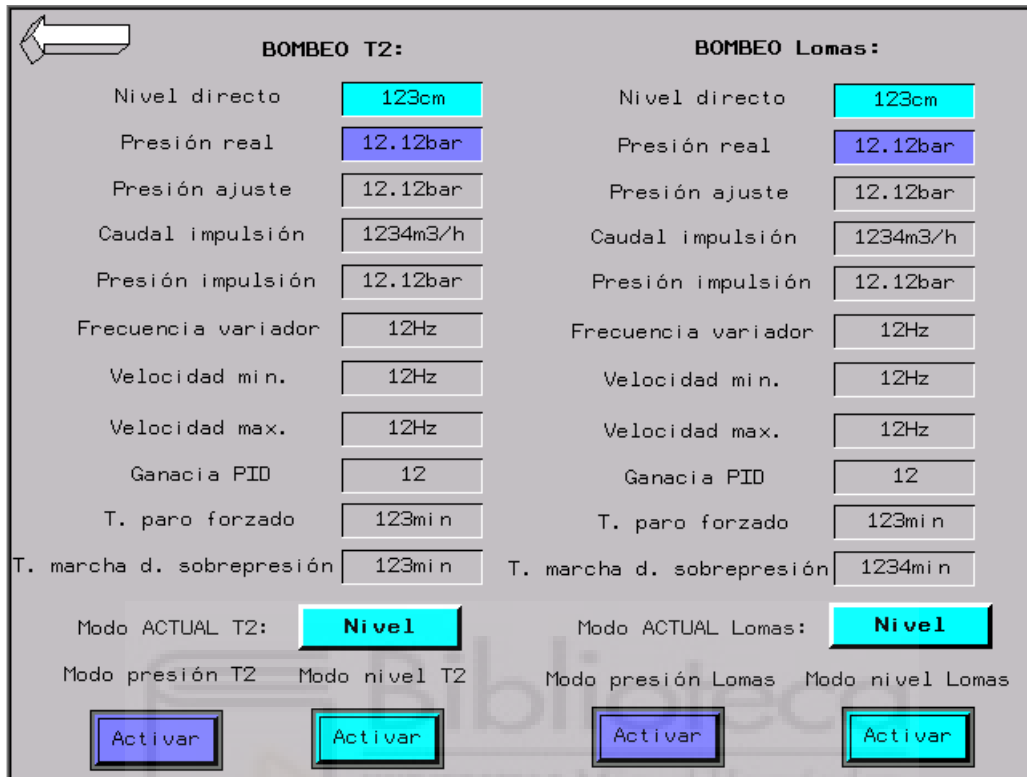 BOMBEO T2:
Nivel directo 123cm
Presión real 12.12bar
Presión ajuste 12.12bar
Caudal impulsión 1234m3/h
Presión impulsión 12.12bar
Frecuencia variador 12Hz
Velocidad min. 12Hz
Velocidad max. 12Hz
Ganacia PID 12
T. paro forzado 123min
T. marcha d. sobrepresión 123min
Modo ACTUAL T2: Nivel
Modo presión T2 Modo nivel T2
Activar Activar
BOMBEO Lomas:
Nivel directo 123cm
Presión real 12.12bar
Presión ajuste 12.12bar
Caudal impulsión 1234m3/h
Presión impulsión 12.12bar
Frecuencia variador 12Hz
Velocidad min. 12Hz
Velocidad max. 12Hz
Ganacia PID 12
T. paro forzado 123min
T. marcha d. sobrepresión 1234min
Modo ACTUAL Lomas: Nivel
Modo presión Lomas Modo nivel Lomas
Activar Activar
Biblioteca